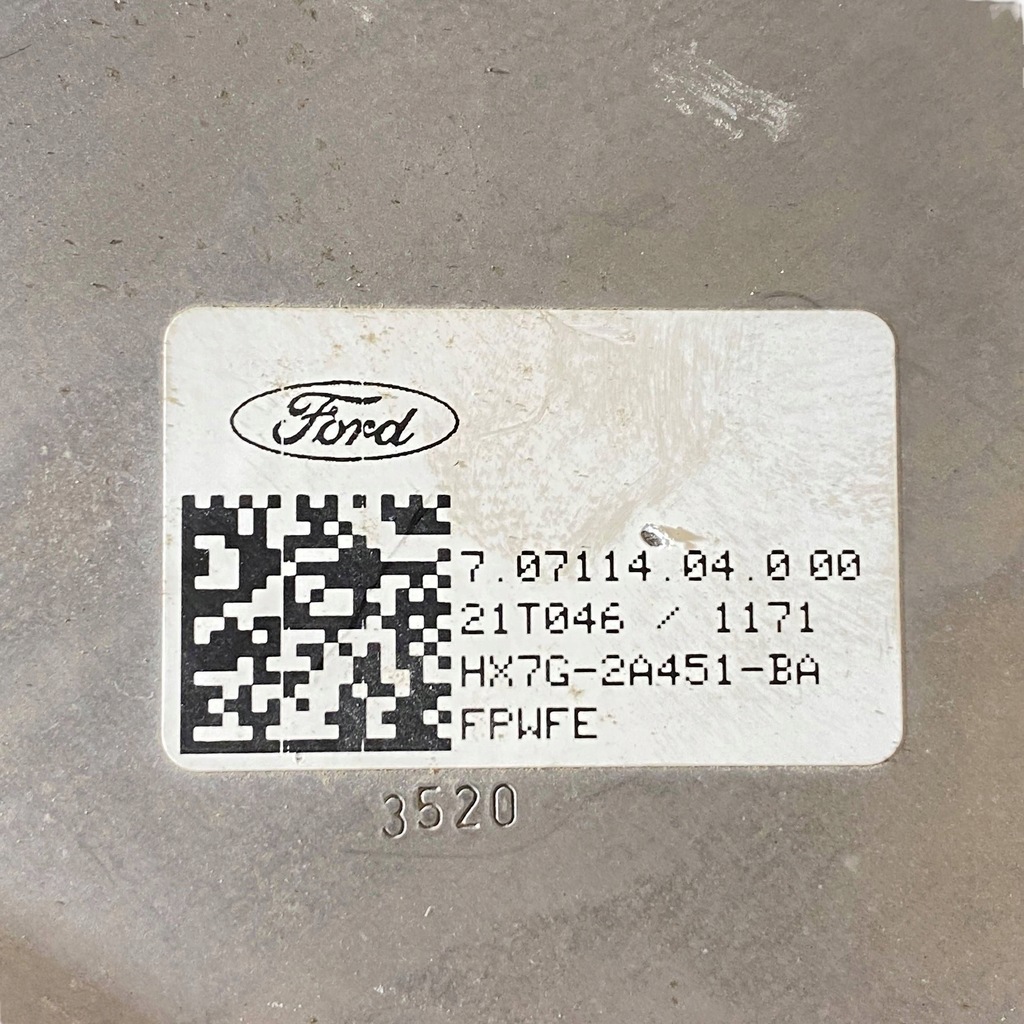 Ford
7.07114.04.0 00
21T046 / 1171
HX7G-2A451-BA
FPWFE
3520